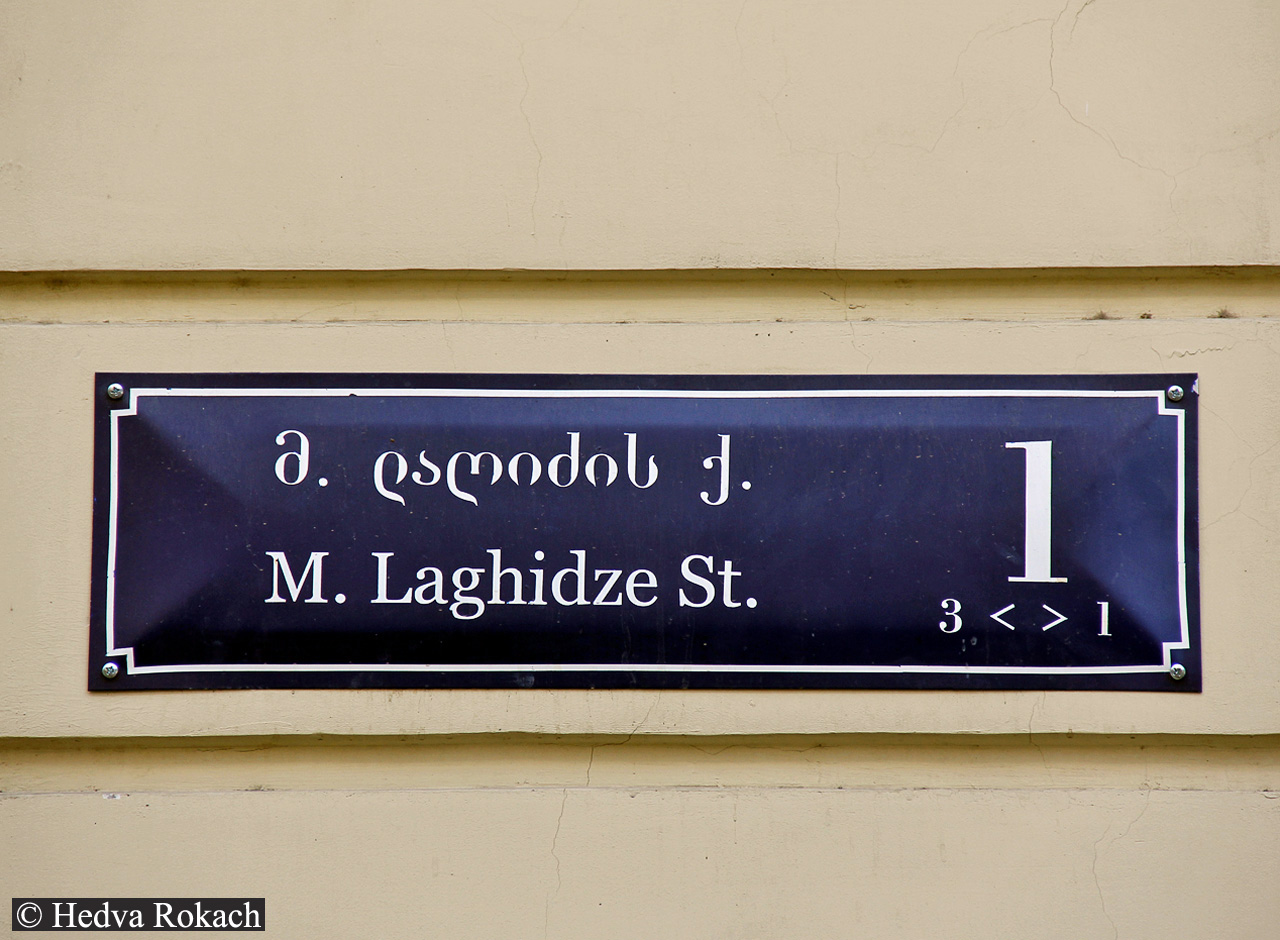 მ. ლაღიძის ქ.
M. Laghidze St.
1
3 < > 1
© Hedva Rokach